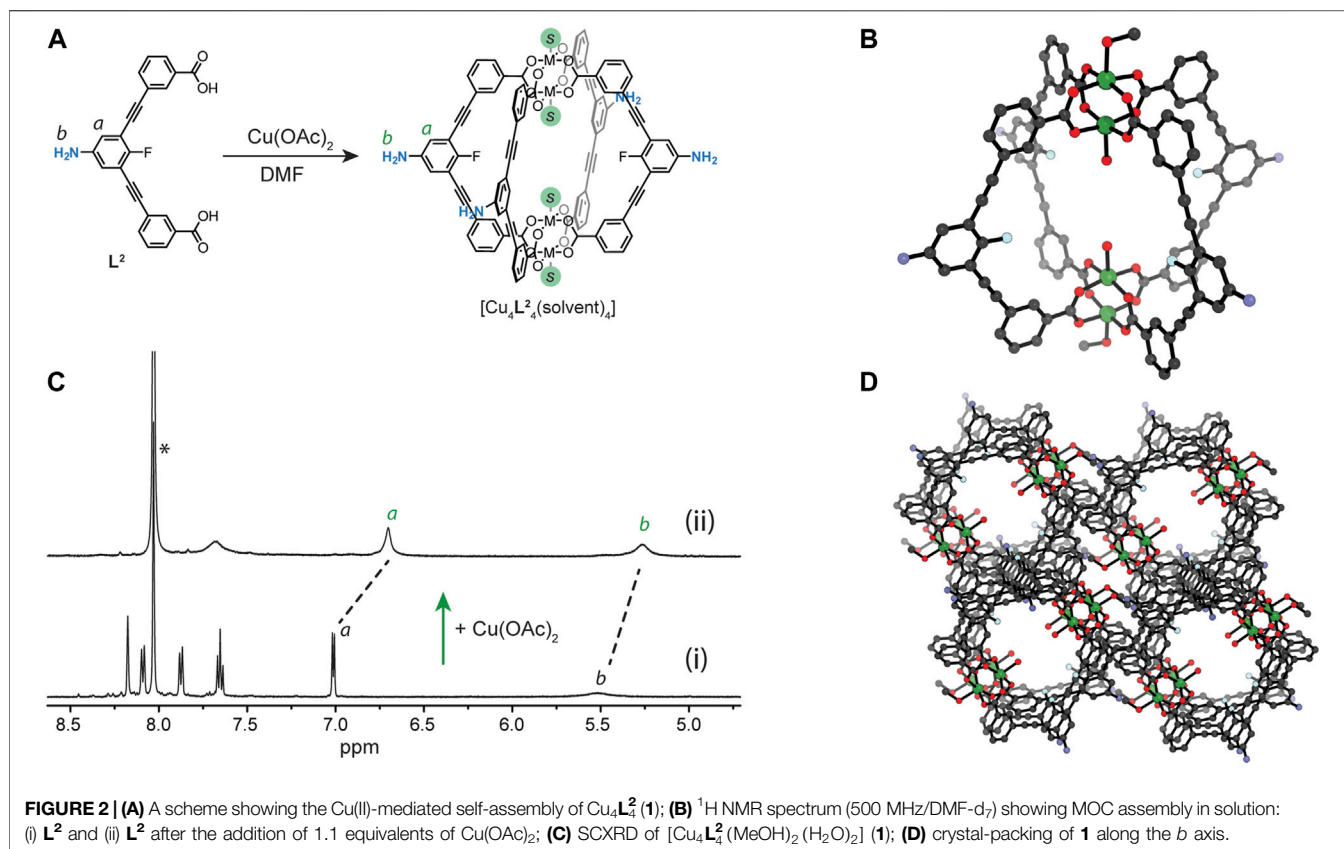 A
B
O
OH
b
a
H2N
F
O
OH
L²
Cu(OAc)2
DMF
b
a
H2N
F
H2N
S
O
O
O
O
M
O
O
O
O
M
S
NH2
F
NH2
S
O
O
O
O
M
O
O
O
O
M
S
[Cu4L²4(solvent)4]
C
*
a
b
(ii)
+ Cu(OAc)2
a
b
(i)
8.5 8.0 7.5 7.0 6.5 6.0 5.5 5.0
ppm
D
FIGURE 2 | (A) A scheme showing the Cu(II)-mediated self-assembly of Cu4L²4 (1); (B) ¹H NMR spectrum (500 MHz/DMF-d7) showing MOC assembly in solution:
(i) L² and (ii) L² after the addition of 1.1 equivalents of Cu(OAc)2; (C) SCXRD of [Cu4L²4(MeOH)2(H2O)2] (1); (D) crystal-packing of 1 along the b axis.